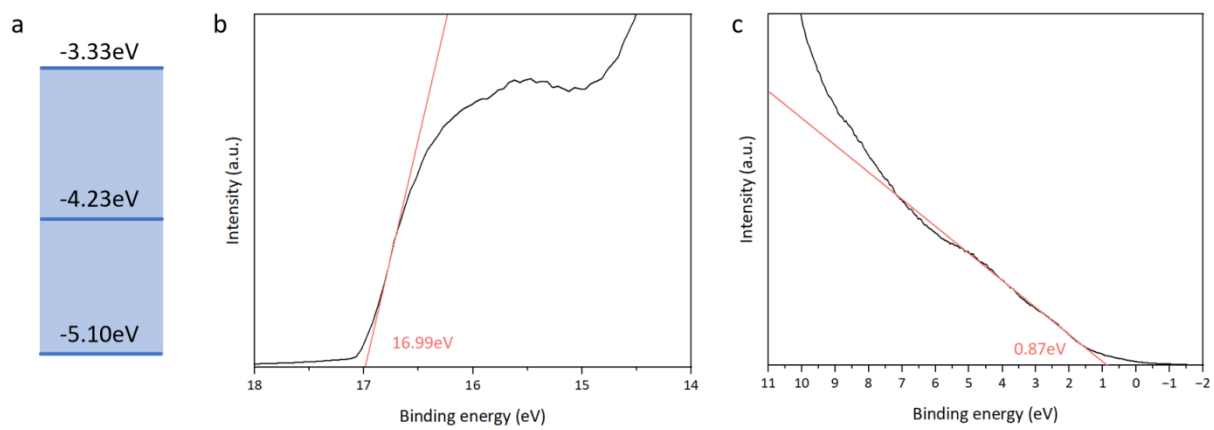 a
-3.33eV
-4.23eV
-5.10eV
b
Intensity (a.u.)
16.99eV
18 17 16 15 14
Binding energy (eV)
c
Intensity (a.u.)
0.87eV
11 10 9 8 7 6 5 4 3 2 1 0 −1 −2
Binding energy (eV)